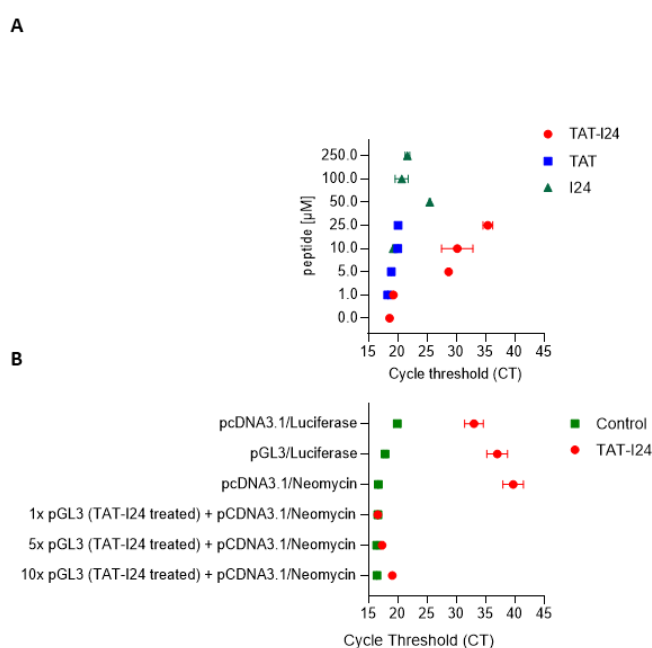 A
TAT-I24
TAT
I24
peptide [µM]
250.0
100.0
50.0
25.0
10.0
5.0
1.0
0.0
15 20 25 30 35 40 45
Cycle threshold (CT)
B
Control
TAT-I24
pcDNA3.1/Luciferase
pGL3/Luciferase
pcDNA3.1/Neomycin
1x pGL3 (TAT-I24 treated) + pCDNA3.1/Neomycin
5x pGL3 (TAT-I24 treated) + pCDNA3.1/Neomycin
10x pGL3 (TAT-I24 treated) + pCDNA3.1/Neomycin
15 20 25 30 35 40 45
Cycle Threshold (CT)